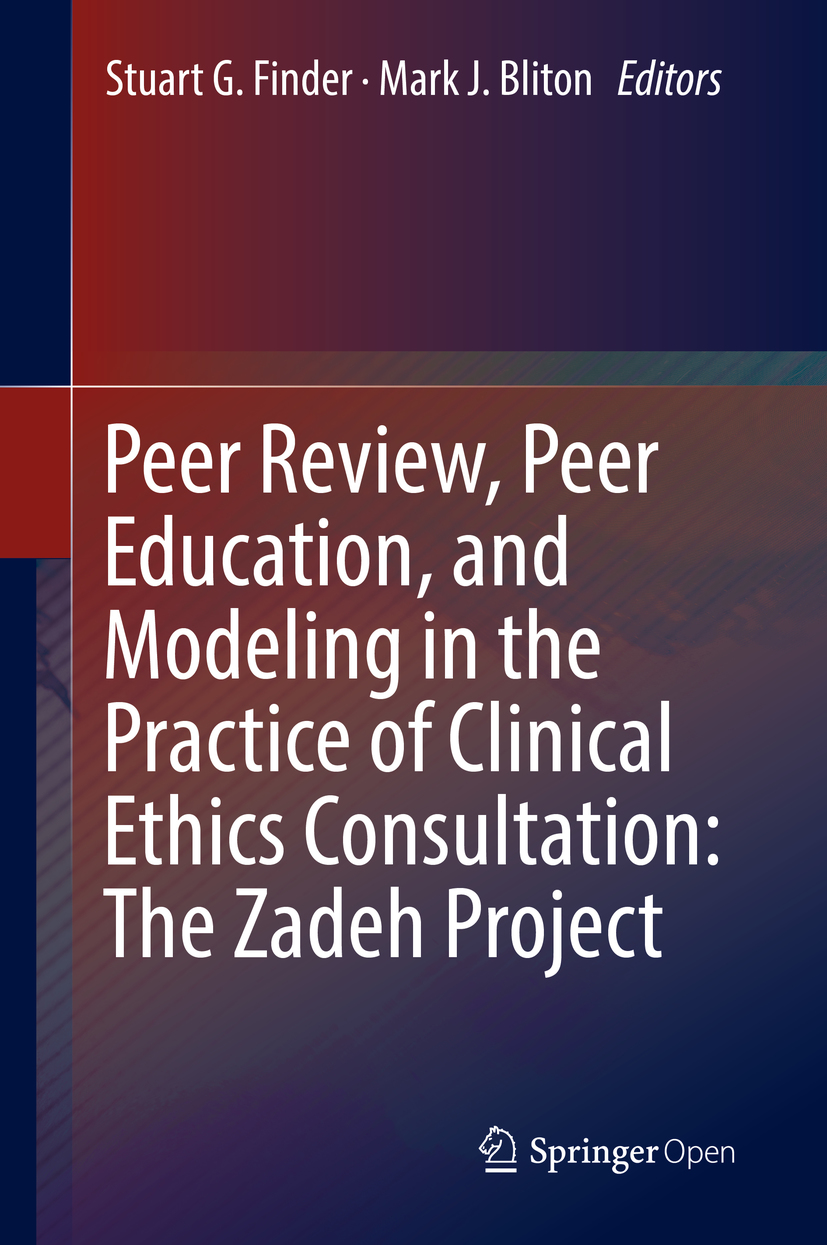 Stuart G. Finder · Mark J. Bliton Editors
Peer Review, Peer
Education, and
Modeling in the
Practice of Clinical
Ethics Consultation:
The Zadeh Project
Springer Open